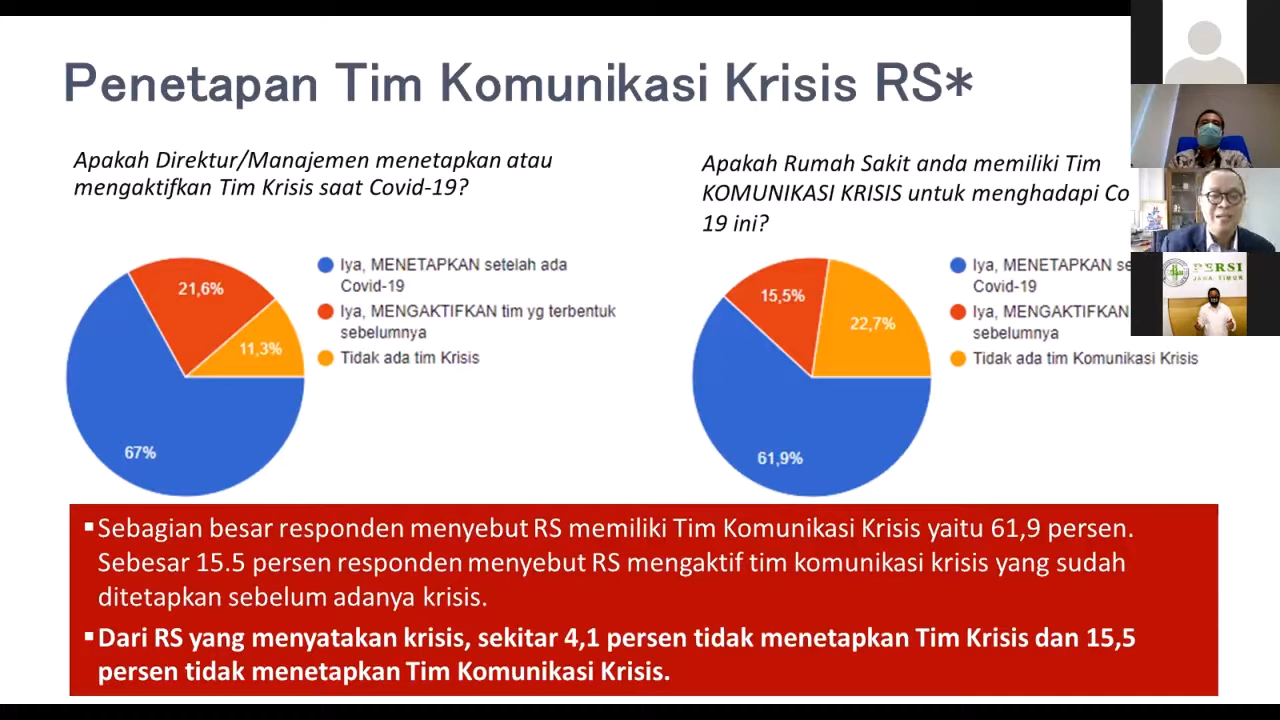 Penetapan Tim Komunikasi Krisis RS*
Apakah Direktur/Manajemen menetapkan atau
mengaktifkan Tim Krisis saat Covid-19?
Iya, MENETAPKAN setelah ada
Covid-19
Iya, MENGAKTIFKAN tim yg terbentuk
sebelumnya
Tidak ada tim Krisis
21,6%
11,3%
67%
Apakah Rumah Sakit anda memiliki Tim
KOMUNIKASI KRISIS untuk menghadapi Co
19 ini?
Iya, MENETAPKAN se
Covid-19
Iya, MENGAKTIFKAN
sebelumnya
Tidak ada tim Komunikasi Krisis
15,5%
22,7%
61,9%
▪Sebagian besar responden menyebut RS memiliki Tim Komunikasi Krisis yaitu 61,9 persen.
Sebesar 15.5 persen responden menyebut RS mengaktif tim komunikasi krisis yang sudah
ditetapkan sebelum adanya krisis.
▪Dari RS yang menyatakan krisis, sekitar 4,1 persen tidak menetapkan Tim Krisis dan 15,5
persen tidak menetapkan Tim Komunikasi Krisis.
PERSI
JAWA TIMUR